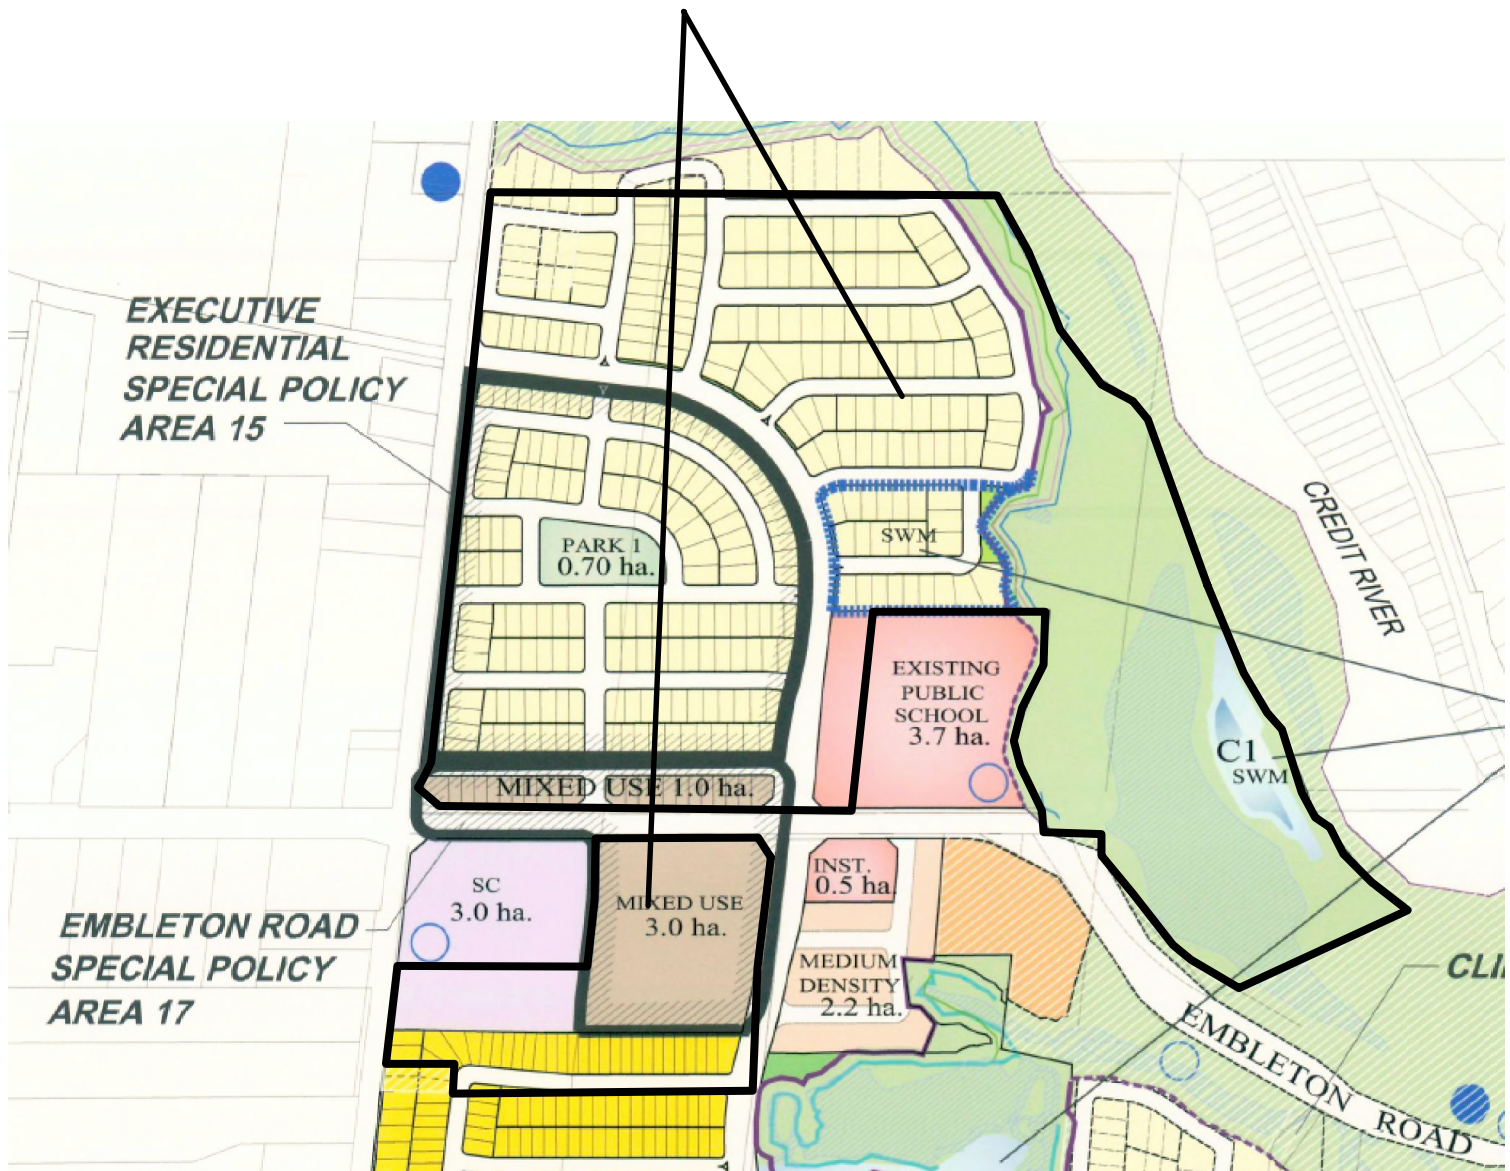 EXECUTIVE
RESIDENTIAL
SPECIAL POLICY
AREA 15
PARK 1
0.70 ha.
SWM
CREDIT RIVER
EXISTING
PUBLIC
SCHOOL
3.7 ha.
C1
SWM
MIXED USE 1.0 ha.
SC
3.0 ha.
MIXED USE
3.0 ha.
INST.
0.5 ha.
EMBLETON ROAD
SPECIAL POLICY
AREA 17
MEDIUM
DENSITY
2.2 ha.
CLI
EMBLETON ROAD